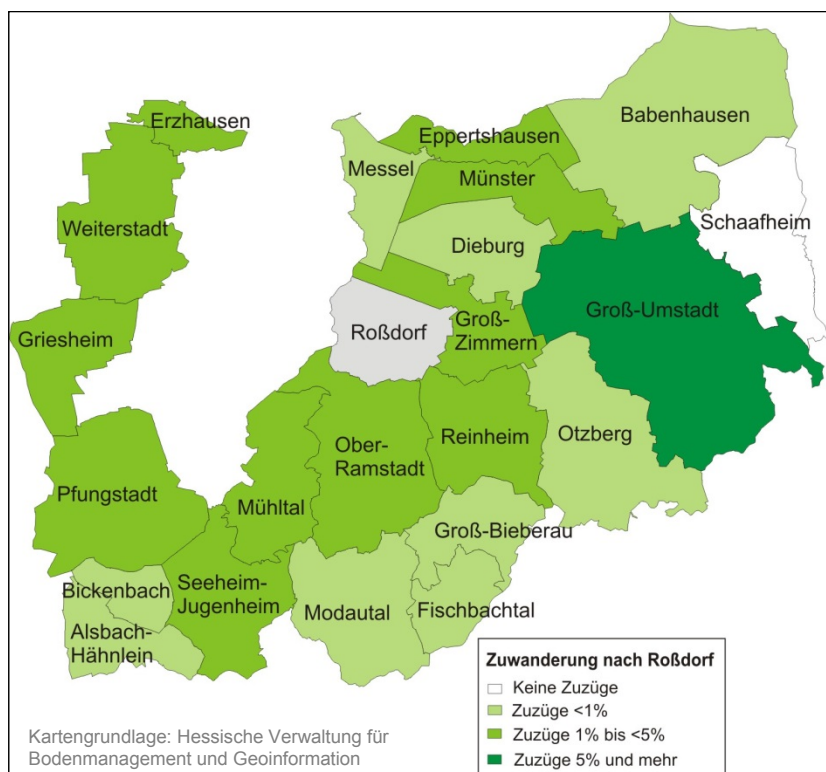 Erzhausen
Babenhausen
Eppertshausen
Messel
Münster
Weiterstadt
Schaafheim
Dieburg
Groß-Umstadt
Roßdorf
Groß-
Zimmern
Griesheim
Ober-
Ramstadt
Reinheim
Otzberg
Pfungstadt
Mühltal
Groß-Bieberau
Bickenbach
Seeheim-
Jugenheim
Modautal
Fischbachtal
Alsbach-
Hähnlein
Zuwanderung nach Roßdorf
Keine Zuzüge
Zuzüge <1%
Zuzüge 1% bis <5%
Zuzüge 5% und mehr
Kartengrundlage: Hessische Verwaltung für
Bodenmanagement und Geoinformation